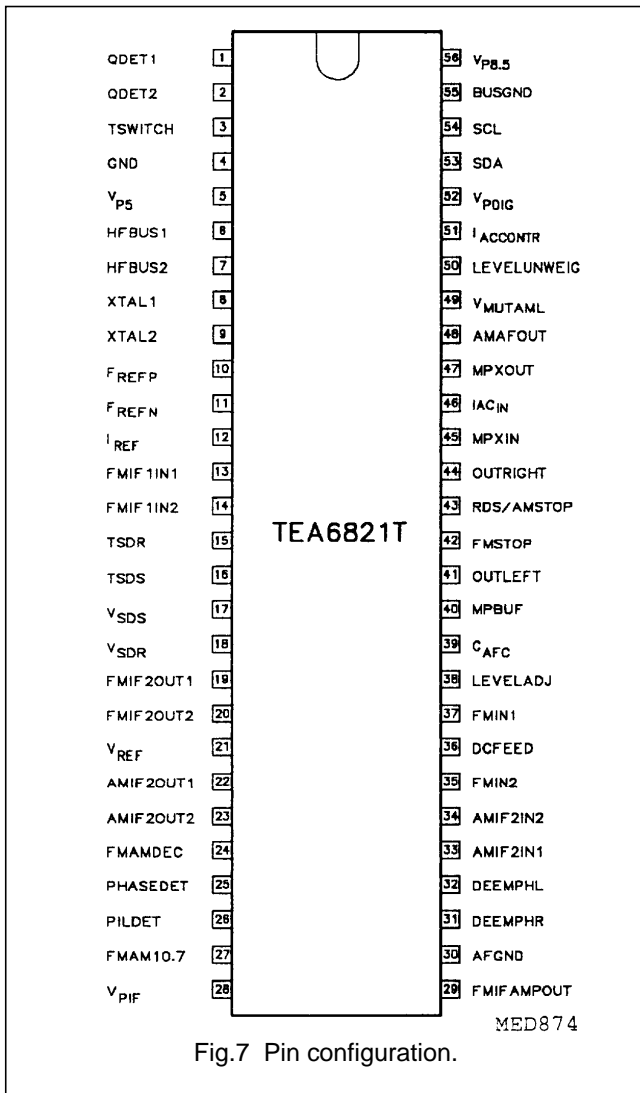 QDET1 1 56 VP8.5
QDET2 2 55 BUSGND
TSWITCH 3 54 SCL
GND 4 53 SDA
VP5 5 52 VPDIG
HFBUS1 6 51 IACCONTR
HFBUS2 7 50 LEVELUNWEIG
XTAL1 8 49 VMUTAML
XTAL2 9 48 AMAFOUT
FREFP 10 47 MPXOUT
FREFN 11 46 IACIN
IREF 12 45 MPXIN
FMIF1IN1 13 44 OUTRIGHT
FMIF1IN2 14 43 RDS/AMSTOP
TEA6821T
TSDR 15 42 FMSTOP
TSDS 16 41 OUTLEFT
VSDS 17 40 MPBUF
VSDR 18 39 CAFC
FMIF2OUT1 19 38 LEVELADJ
FMIF2OUT2 20 37 FMIN1
VREF 21 36 DCFEED
AMIF2OUT1 22 35 FMIN2
AMIF2OUT2 23 34 AMIF2IN2
FMAMDEC 24 33 AMIF2IN1
PHASEDET 25 32 DEEMPHL
PILDET 26 31 DEEMPHR
FMAM10.7 27 30 AFGND
VPIF 28 29 FMIFAMPOUT
MED874
Fig.7 Pin configuration.